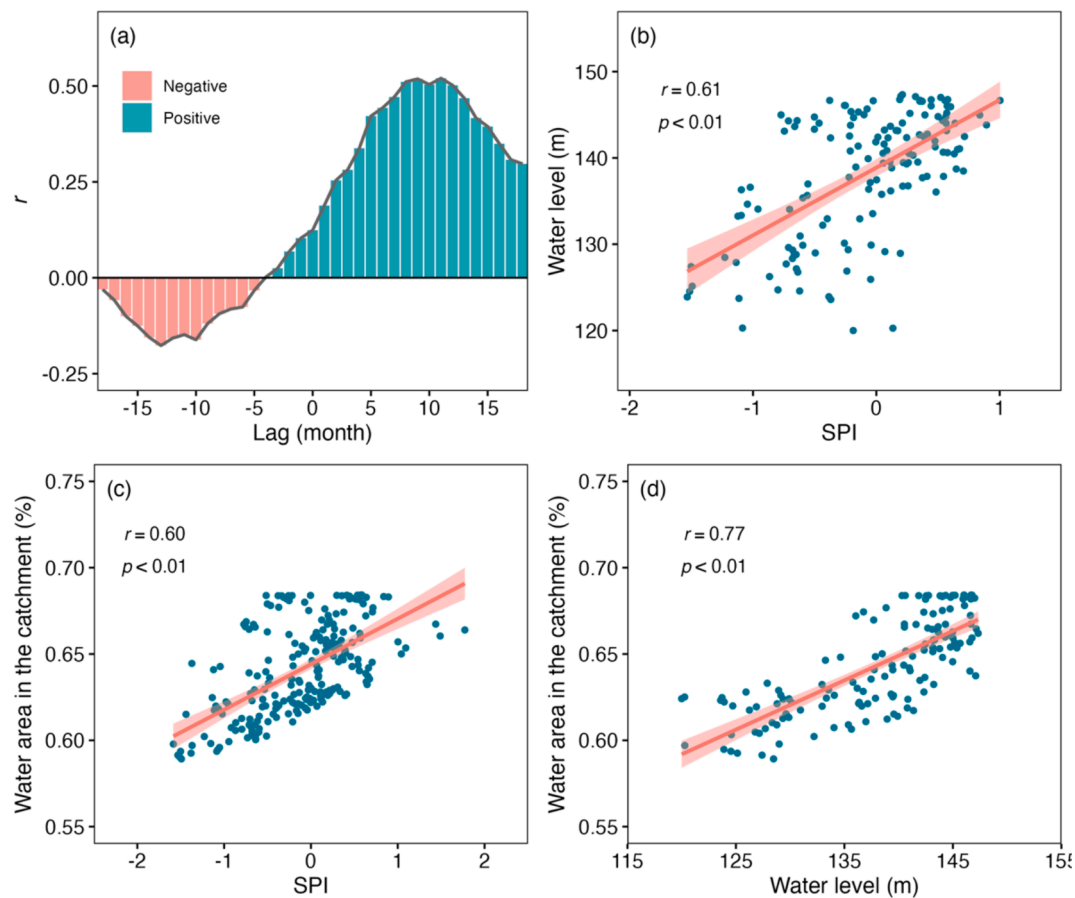 (a)
Negative
Positive
0.50
0.25
0.00
-0.25
r
-15
-10
-5
0
5
10
15
Lag (month)
(b)
r = 0.61
p < 0.01
150
140
130
120
Water level (m)
-2
-1
0
1
SPI
(c)
r = 0.60
p < 0.01
0.75
0.70
0.65
0.60
0.55
Water area in the catchment (%)
-2
-1
0
1
2
SPI
(d)
r = 0.77
p < 0.01
0.75
0.70
0.65
0.60
0.55
Water area in the catchment (%)
115
125
135
145
155
Water level (m)